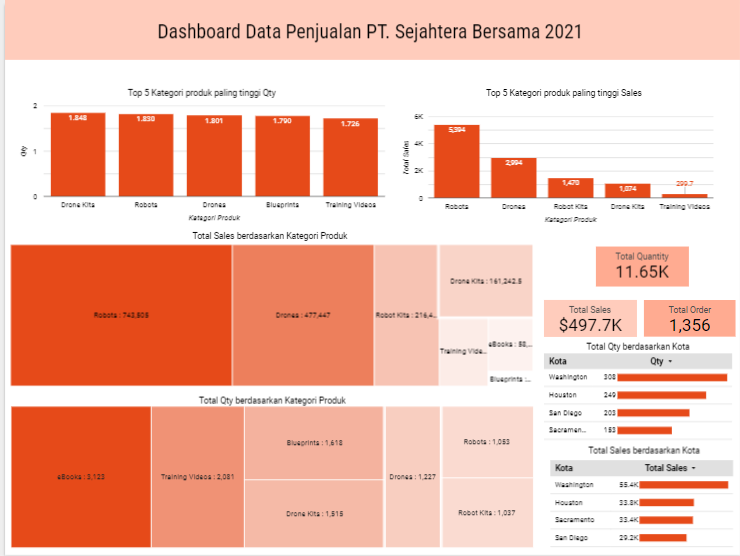 Dashboard Data Penjualan PT. Sejahtera Bersama 2021
Top 5 Kategori produk paling tinggi Qty
2
1
0
Qty
1.848
1.830
1.801
1.790
1.726
Drone Kits
Robots
Drones
Blueprints
Training Videos
Kategori Produk
Top 5 Kategori produk paling tinggi Sales
6K
4K
2K
0
Total Sales
5,394
2,994
1,470
1,074
299.7
Robots
Drones
Robot Kits
Drone Kits
Training Videos
Kategori Produk
Total Sales berdasarkan Kategori Produk
Robots :
Drones : 477,447
Robot Kits : 216,4...
Drone Kits : 161,242.5
Training Vide...
eBooks :
Blueprints :...
Total Quantity
11.65K
Total Sales
$497.7K
Total Order
1,356
Total Qty berdasarkan Kategori Produk
eBooks : 3,123
Training Videos : 2,081
Blueprints : 1,618
Drone Kits : 1,515
Drones : 1,227
Robots : 1,053
Robot Kits : 1,037
Total Qty berdasarkan Kota
Kota Qty
Washington 308
Houston 249
San Diego 203
Sacramen... 153
Total Sales berdasarkan Kota
Kota Total Sales
Washington 55.4K
Houston 33.8K
Sacramento 33.4K
San Diego 29.2K